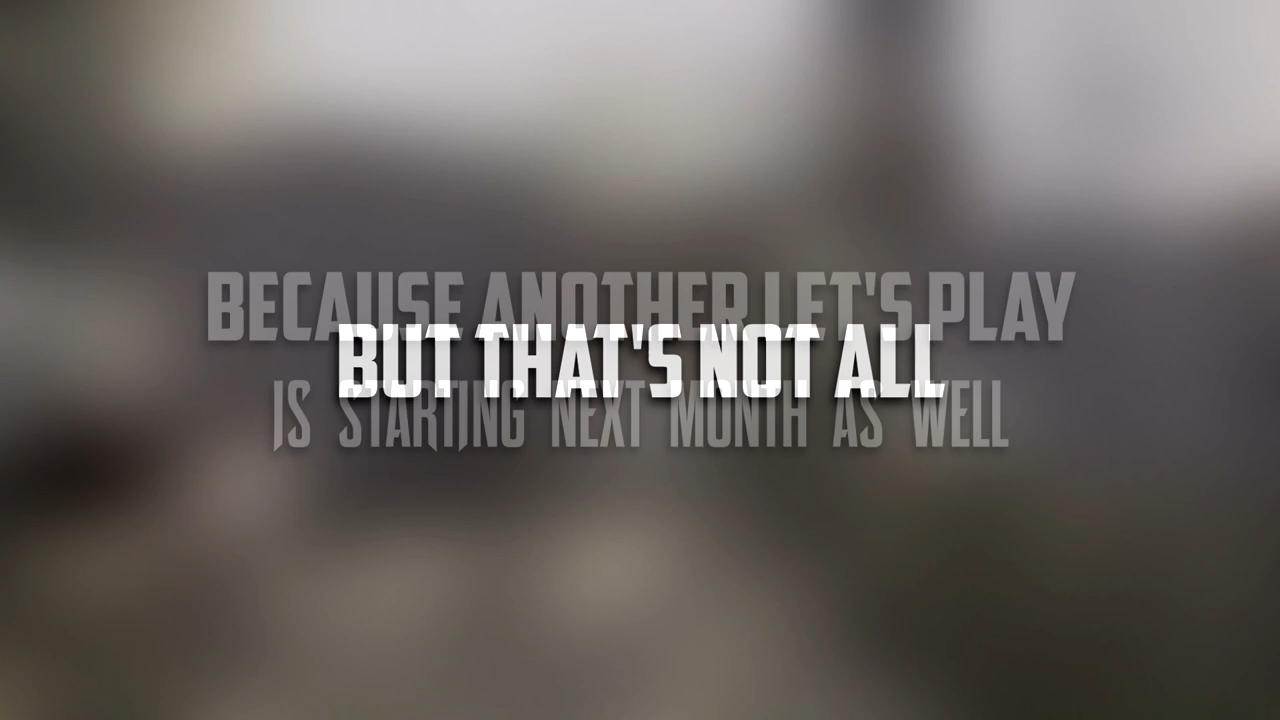 BECAUSE ANOTHER LET'S PLAY
BUT THAT'S NOT ALL
IS STARTING NEXT MONTH AS WELL